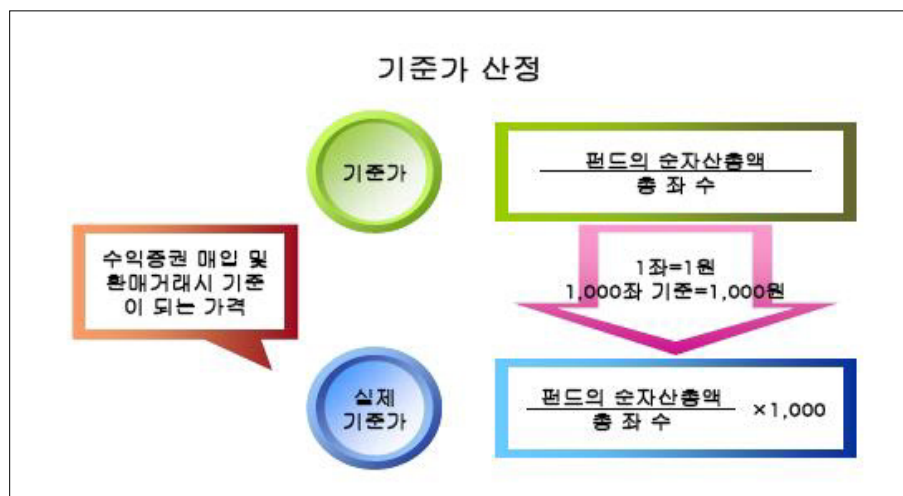 기준가 산정
기준가
펀드의 순자산총액
총 좌 수
수익증권 매입 및
환매거래시 기준
이 되는 가격
1좌=1원
1,000좌 기준=1,000원
실제
기준가
펀드의 순자산총액
총 좌 수
×1,000